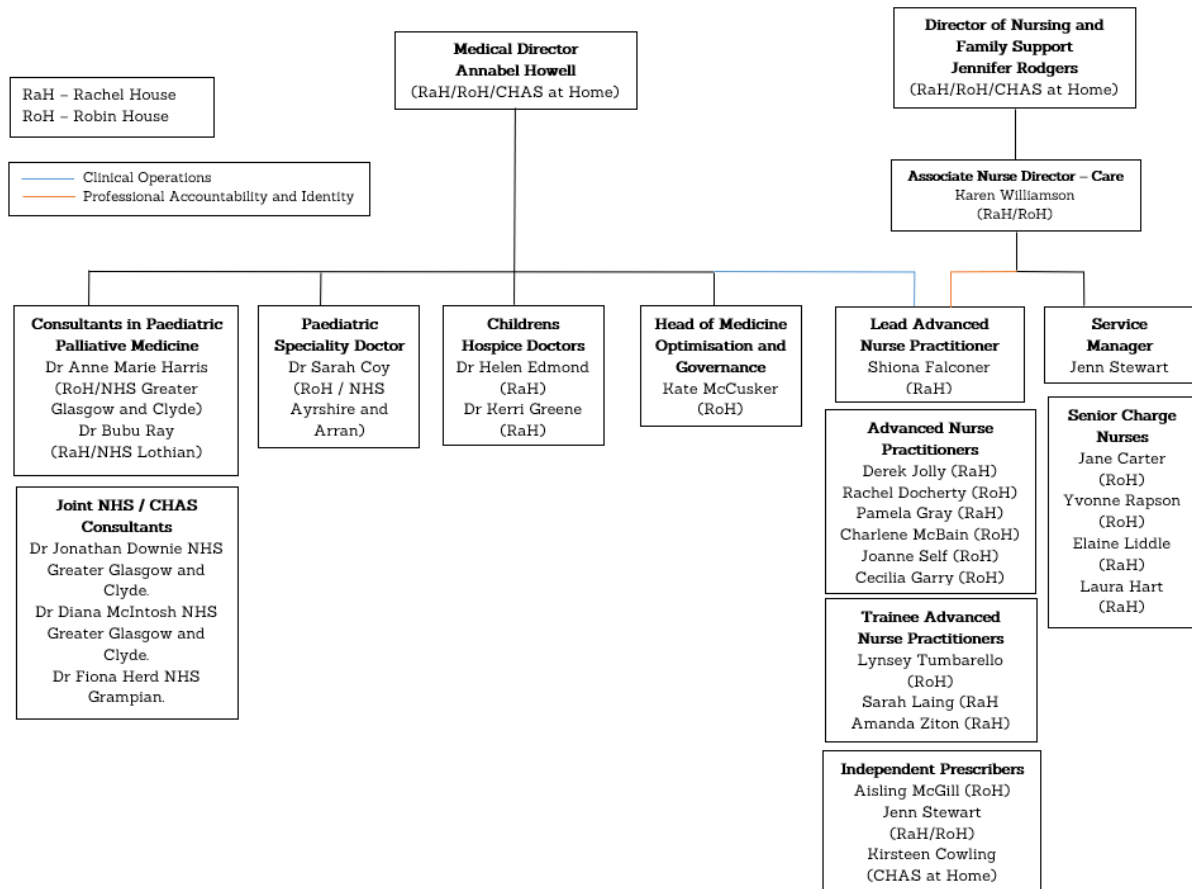 Medical Director
Annabel Howell
(RaH/RoH/CHAS at Home)
Director of Nursing and
Family Support
Jennifer Rodgers
(RaH/RoH/CHAS at Home)
RaH – Rachel House
RoH – Robin House
Clinical Operations
Professional Accountability and Identity
Associate Nurse Director – Care
Karen Williamson
(RaH/RoH)
Consultants in Paediatric
Palliative Medicine
Dr Anne Marie Harris
(RoH/NHS Greater
Glasgow and Clyde)
Dr Bubu Ray
(RaH/NHS Lothian)
Paediatric
Speciality Doctor
Dr Sarah Coy
(RoH / NHS
Ayrshire and
Arran)
Childrens
Hospice Doctors
Dr Helen Edmond
(RaH)
Dr Kerri Greene
(RaH)
Head of Medicine
Optimisation and
Governance
Kate McCusker
(RoH)
Lead Advanced
Nurse Practitioner
Shiona Falconer
(RaH)
Service
Manager
Jenn Stewart
Joint NHS / CHAS
Consultants
Dr Jonathan Downie NHS
Greater Glasgow and
Clyde.
Dr Diana McIntosh NHS
Greater Glasgow and
Clyde.
Dr Fiona Herd NHS
Grampian.
Advanced Nurse
Practitioners
Derek Jolly (RaH)
Rachel Docherty (RoH)
Pamela Gray (RaH)
Charlene McBain (RoH)
Joanne Self (RoH)
Cecilia Garry (RoH)
Senior Charge
Nurses
Jane Carter
(RoH)
Yvonne Rapson
(RoH)
Elaine Liddle
(RaH)
Laura Hart
(RaH)
Trainee Advanced
Nurse Practitioners
Lynsey Tumbarello
(RoH)
Sarah Laing (RaH
Amanda Ziton (RaH)
Independent Prescribers
Aisling McGill (RoH)
Jenn Stewart
(RaH/RoH)
Kirsteen Cowling
(CHAS at Home)